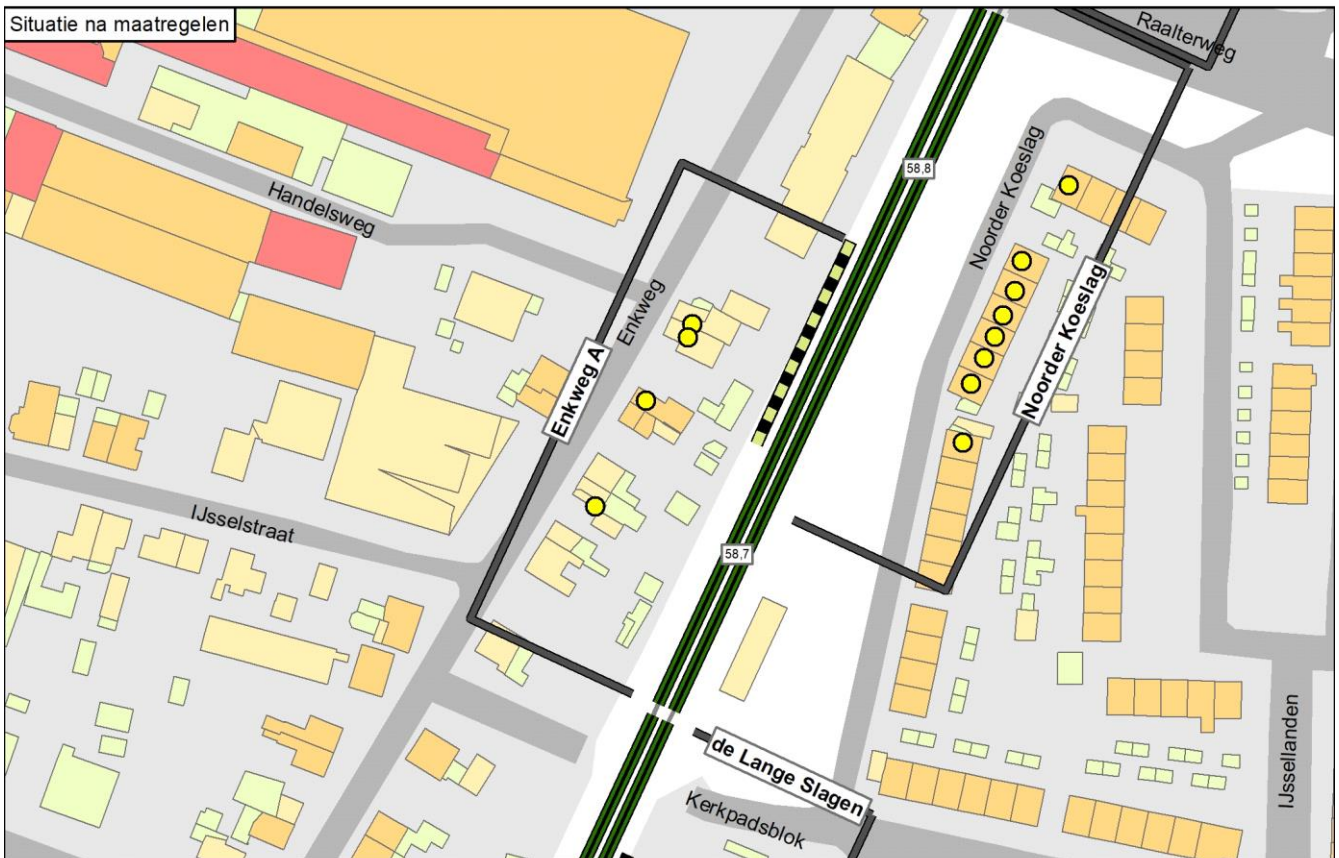 Situatie na maatregelen
Raalterweg
58,8
Noorder Koeslag
Handelsweg
Enkweg
Noorder Koeslag
Enkweg A
IJsselstraat
58,7
de Lange Slagen
IJssellanden
Kerkpadsblok